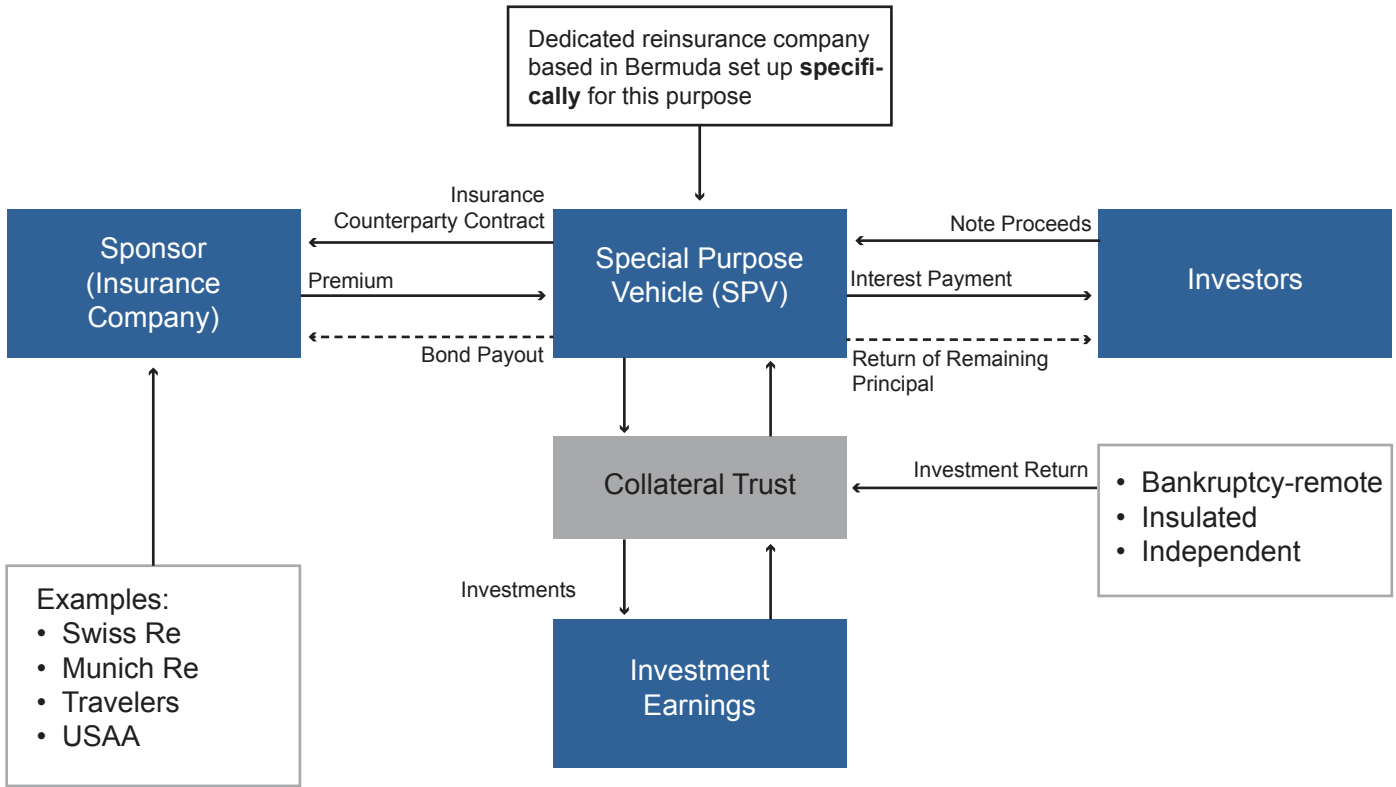 Dedicated reinsurance company
based in Bermuda set up specifi-
cally for this purpose
Insurance
Counterparty Contract
Note Proceeds
Sponsor
(Insurance
Company)
Premium
Special Purpose
Vehicle (SPV)
Interest Payment
Investors
Bond Payout
Return of Remaining
Principal
Collateral Trust
Investment Return
• Bankruptcy-remote
• Insulated
• Independent
Investments
Examples:
• Swiss Re
• Munich Re
• Travelers
• USAA
Investment
Earnings